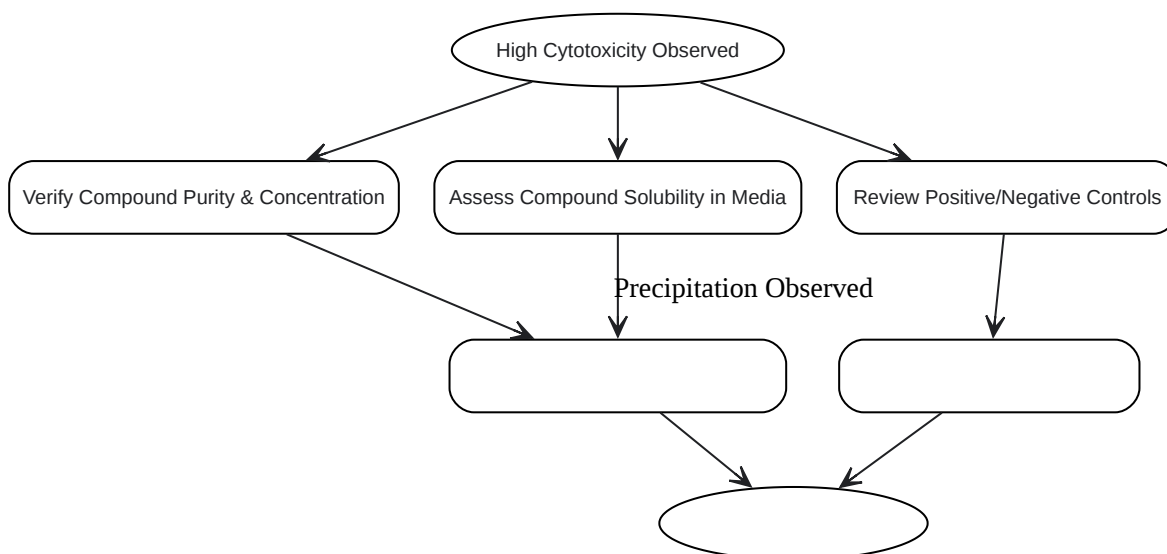 High Cytotoxicity Observed
Verify Compound Purity & Concentration
Assess Compound Solubility in Media
Review Positive/Negative Controls
Precipitation Observed